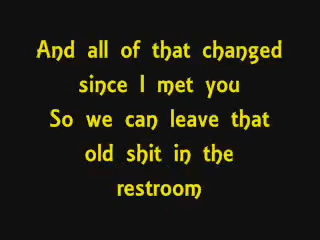 And all of that changed
since I met you
So we can leave that
old shit in the
restroom